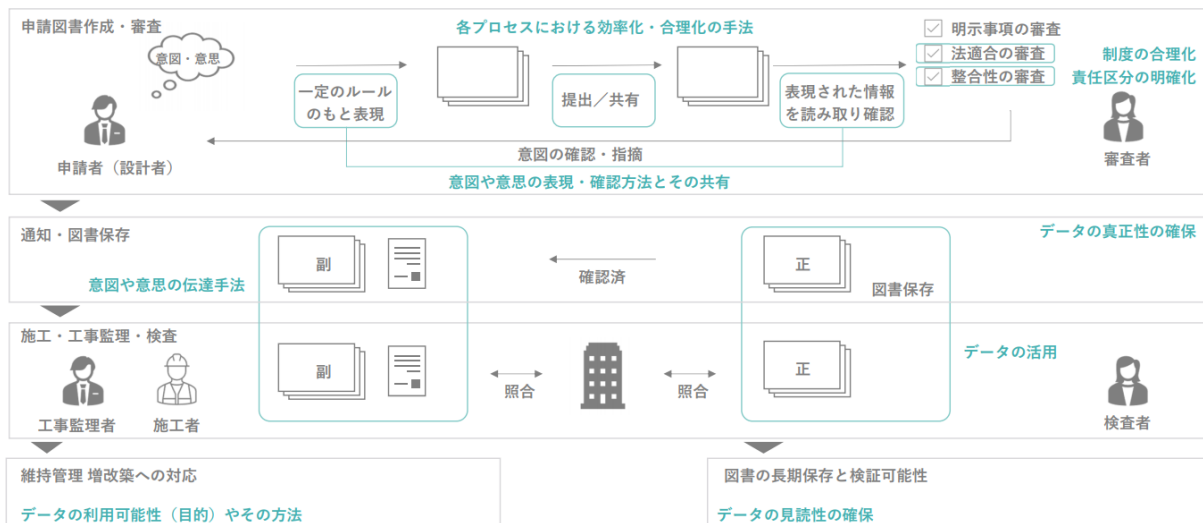 申請図書作成・審査
各プロセスにおける効率化・合理化の手法
意図・意思
一定のルール
のもと表現
提出／共有
表現された情報
を読み取り確認
明示事項の審査
法適合の審査
整合性の審査
制度の合理化
責任区分の明確化
申請者（設計者）
意図の確認・指摘
審査者
意図や意思の表現・確認方法とその共有
通知・図書保存
データの真正性の確保
副
確認済
正
意図や意思の伝達手法
図書保存
施工・工事監理・検査
データの活用
副
照合
照合
正
工事監理者
施工者
検査者
維持管理 増改築への対応
データの利用可能性（目的）やその方法
図書の長期保存と検証可能性
データの見読性の確保